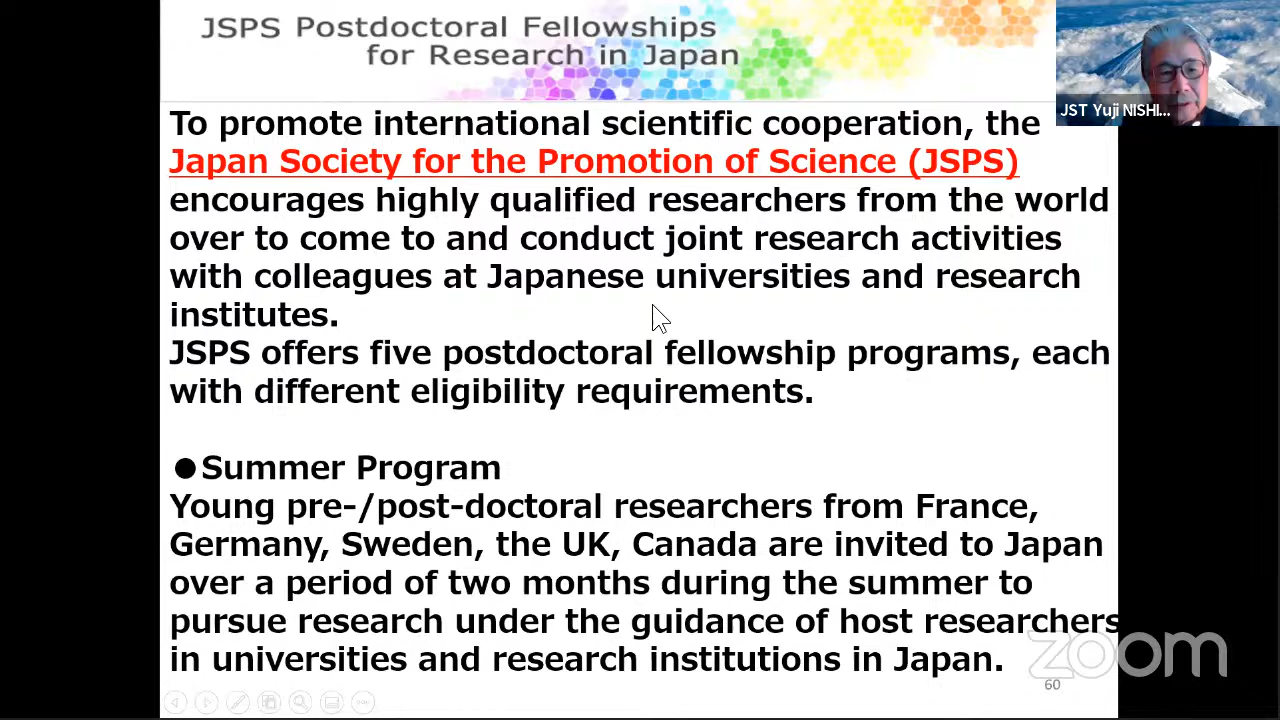 JSPS Postdoctoral Fellowships
for Research in Japan
JST Yuji NISHI...
To promote international scientific cooperation, the
Japan Society for the Promotion of Science (JSPS)
encourages highly qualified researchers from the world
over to come to and conduct joint research activities
with colleagues at Japanese universities and research
institutes.
JSPS offers five postdoctoral fellowship programs, each
with different eligibility requirements.
●Summer Program
Young pre-/post-doctoral researchers from France,
Germany, Sweden, the UK, Canada are invited to Japan
over a period of two months during the summer to
pursue research under the guidance of host researchers
in universities and research institutions in Japan.
zoom
60